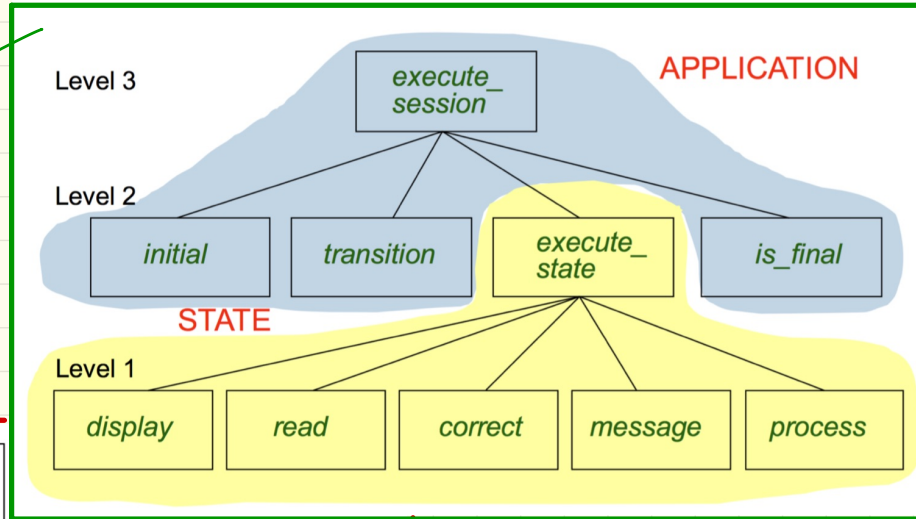 Level 3
execute_
session
APPLICATION
Level 2
initial
transition
execute_
state
is_final
STATE
Level 1
display
read
correct
message
process